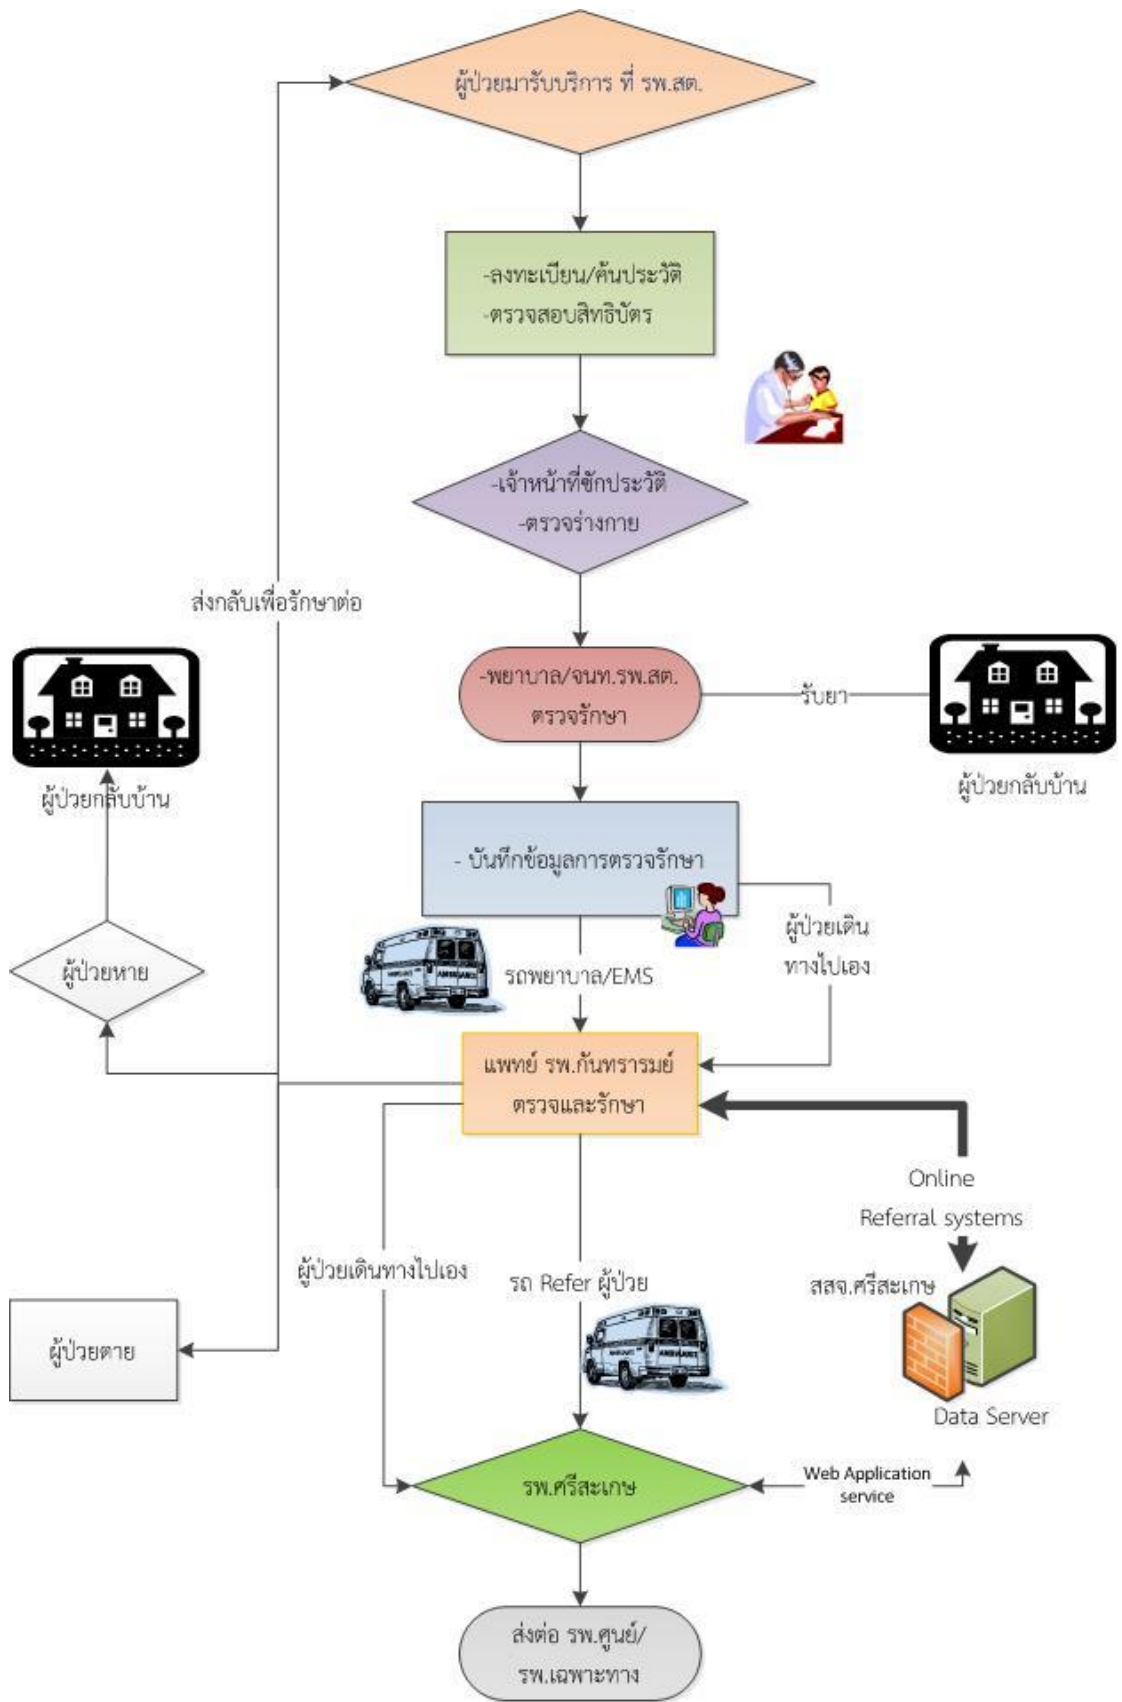 ผู้ป่วยมารับบริการ ที่ รพ.สต.
-ลงทะเบียน/ค้นประวัติ
-ตรวจสอบสิทธิบัตร
-เจ้าหน้าที่ซักประวัติ
-ตรวจร่างกาย
ส่งกลับเพื่อรักษาต่อ
-พยาบาล/จนท.รพ.สต.
ตรวจรักษา
รับยา
ผู้ป่วยกลับบ้าน
ผู้ป่วยกลับบ้าน
- บันทึกข้อมูลการตรวจรักษา
ผู้ป่วยเดิน
ทางไปเอง
ผู้ป่วยหาย
AMBULANCE
รถพยาบาล/EMS
แพทย์ รพ.กันทรารมย์
ตรวจและรักษา
Online
Referral systems
ผู้ป่วยเดินทางไปเอง
รถ Refer ผู้ป่วย
สสจ.ศรีสะเกษ
ผู้ป่วยตาย
AMBULANCE
Data Server
รพ.ศรีสะเกษ
Web Application
service
ส่งต่อ รพ.ศูนย์/
รพ.เฉพาะทาง